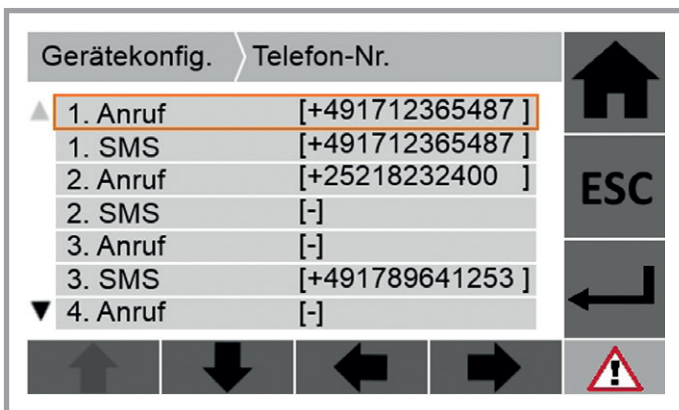 Gerätekonfig. Telefon-Nr.
1. Anruf [+491712365487 ]
1. SMS [+491712365487 ]
2. Anruf [+25218232400 ]
2. SMS [-]
3. Anruf [-]
3. SMS [+491789641253 ]
4. Anruf [-]
ESC